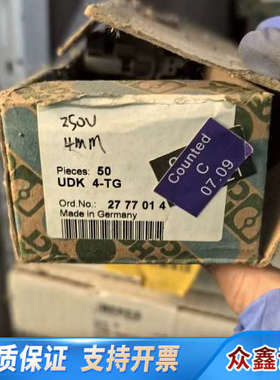 250V
4mm
Pieces: 50
UDK 4-TG
Ord.No.: 27 77 01 4
Made in Germany
Counted
C
07.09
质保证 支持开票
众鑫